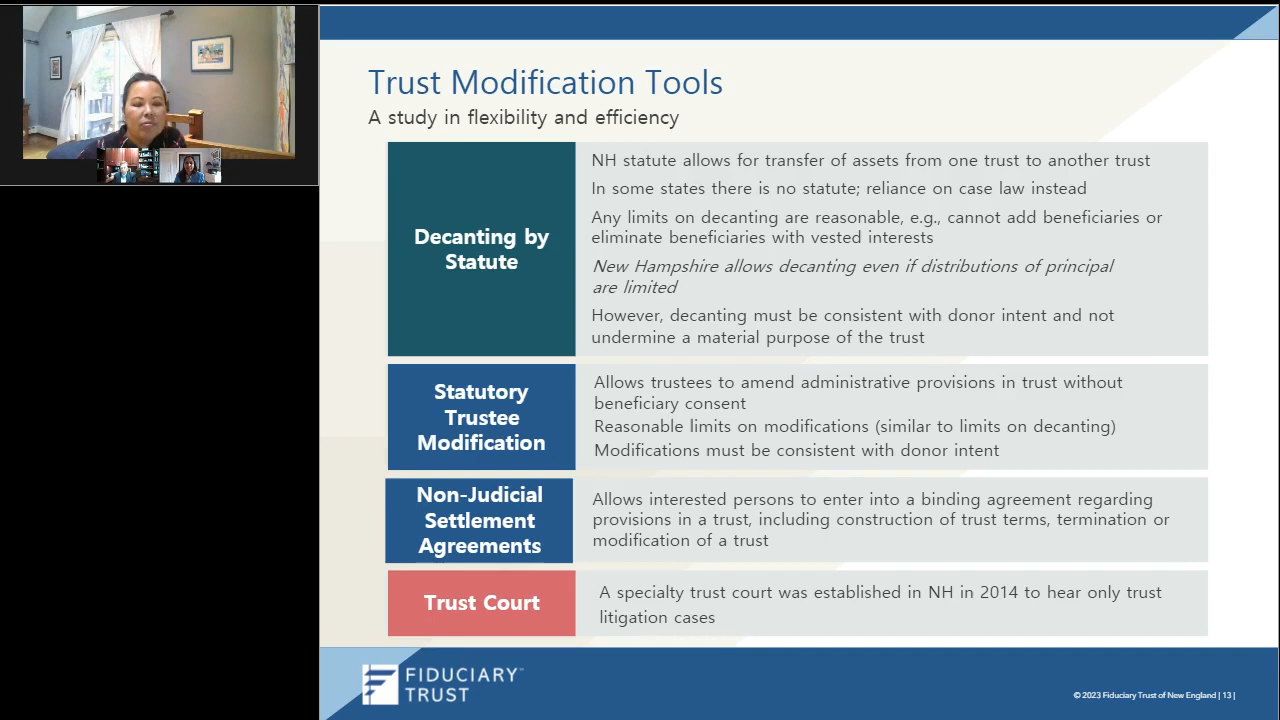 Trust Modification Tools
A study in flexibility and efficiency
Decanting by
Statute
NH statute allows for transfer of assets from one trust to another trust
In some states there is no statute; reliance on case law instead
Any limits on decanting are reasonable, e.g., cannot add beneficiaries or
eliminate beneficiaries with vested interests
New Hampshire allows decanting even if distributions of principal
are limited
However, decanting must be consistent with donor intent and not
undermine a material purpose of the trust
Statutory
Trustee
Modification
Allows trustees to amend administrative provisions in trust without
beneficiary consent
Reasonable limits on modifications (similar to limits on decanting)
Modifications must be consistent with donor intent
Non-Judicial
Settlement
Agreements
Allows interested persons to enter into a binding agreement regarding
provisions in a trust, including construction of trust terms, termination or
modification of a trust
Trust Court
A specialty trust court was established in NH in 2014 to hear only trust
litigation cases
FIDUCIARY™
TRUST
© 2023 Fiduciary Trust of New England | 13 |